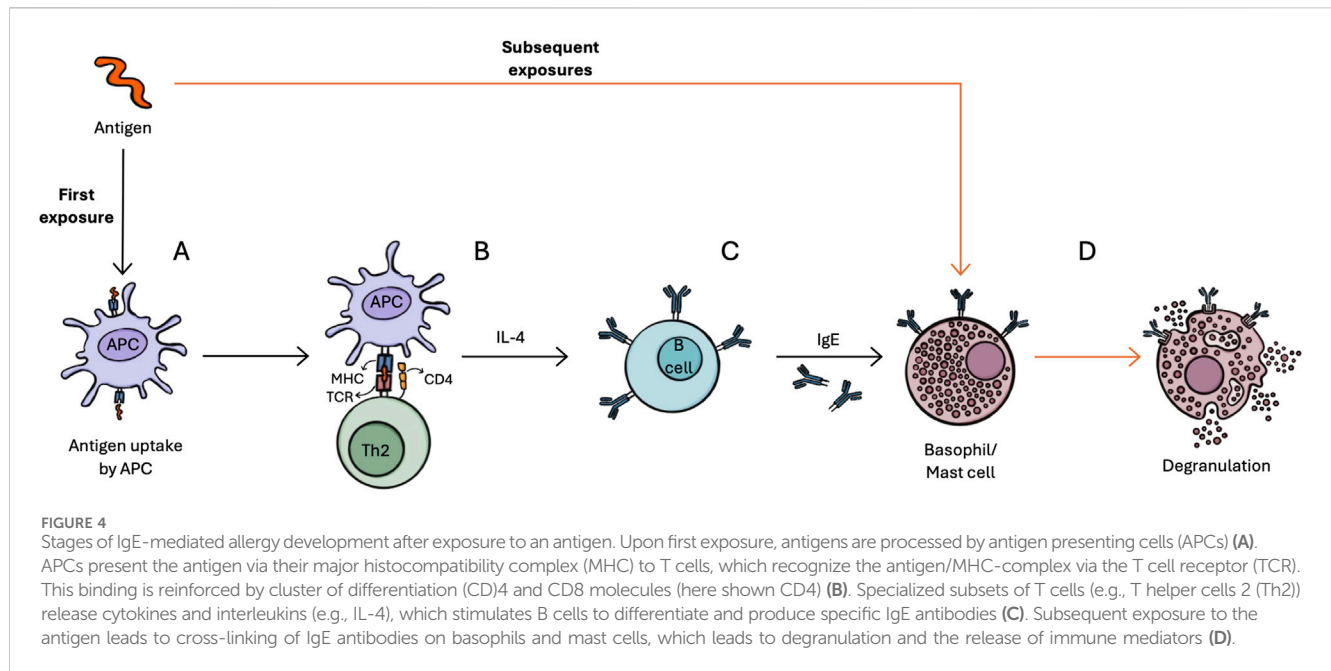 Subsequent
exposures
Antigen
First
exposure
A
B
C
D
APC
APC
IL-4
B
cell
IgE
MHC
CD4
TCR
Th2
Antigen uptake
by APC
Basophil/
Mast cell
Degranulation
FIGURE 4
Stages of IgE-mediated allergy development after exposure to an antigen. Upon first exposure, antigens are processed by antigen presenting cells (APCs) (A).
APCs present the antigen via their major histocompatibility complex (MHC) to T cells, which recognize the antigen/MHC-complex via the T cell receptor (TCR).
This binding is reinforced by cluster of differentiation (CD)4 and CD8 molecules (here shown CD4) (B). Specialized subsets of T cells (e.g., T helper cells 2 (Th2))
release cytokines and interleukins (e.g., IL-4), which stimulates B cells to differentiate and produce specific IgE antibodies (C). Subsequent exposure to the
antigen leads to cross-linking of IgE antibodies on basophils and mast cells, which leads to degranulation and the release of immune mediators (D).